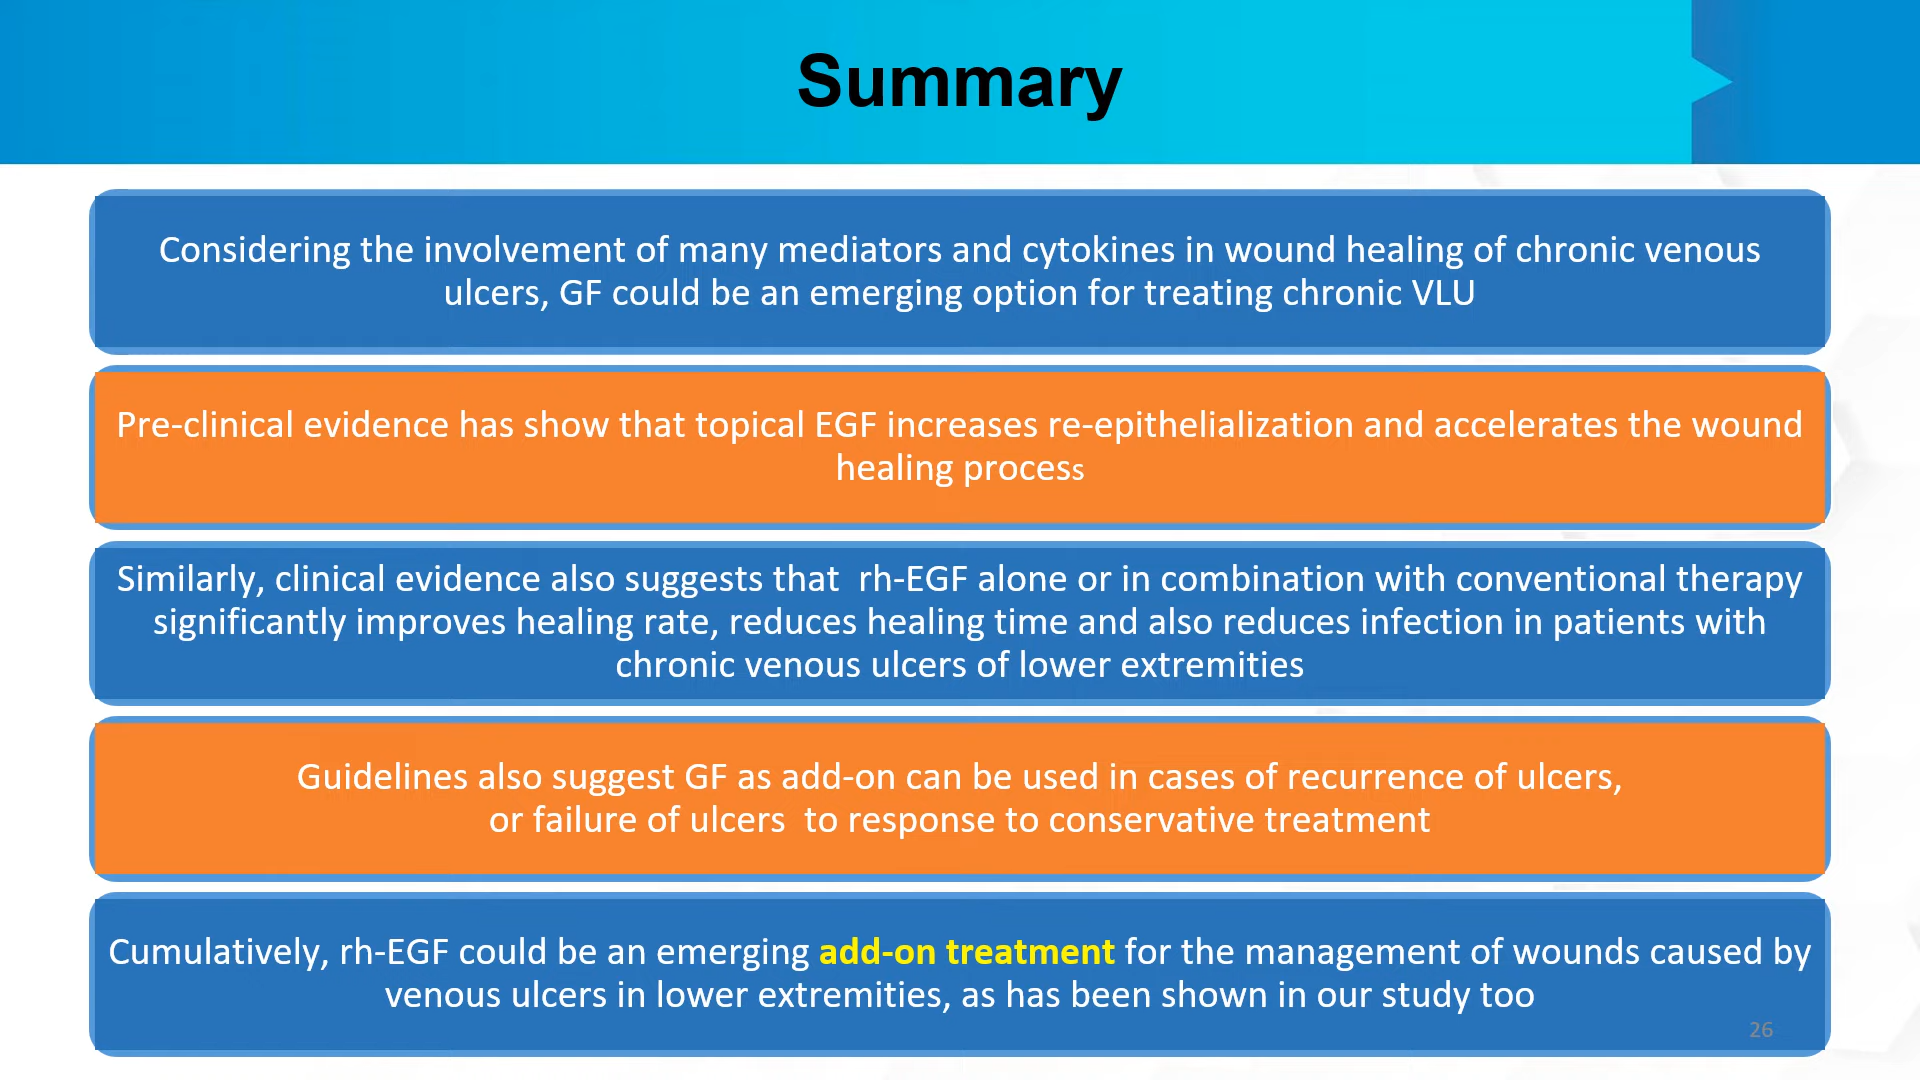 Summary
Considering the involvement of many mediators and cytokines in wound healing of chronic venous
ulcers, GF could be an emerging option for treating chronic VLU
Pre-clinical evidence has show that topical EGF increases re-epithelialization and accelerates the wound
healing process
Similarly, clinical evidence also suggests that  rh-EGF alone or in combination with conventional therapy
significantly improves healing rate, reduces healing time and also reduces infection in patients with
chronic venous ulcers of lower extremities
Guidelines also suggest GF as add-on can be used in cases of recurrence of ulcers,
or failure of ulcers  to response to conservative treatment
Cumulatively, rh-EGF could be an emerging add-on treatment for the management of wounds caused by
venous ulcers in lower extremities, as has been shown in our study too
26